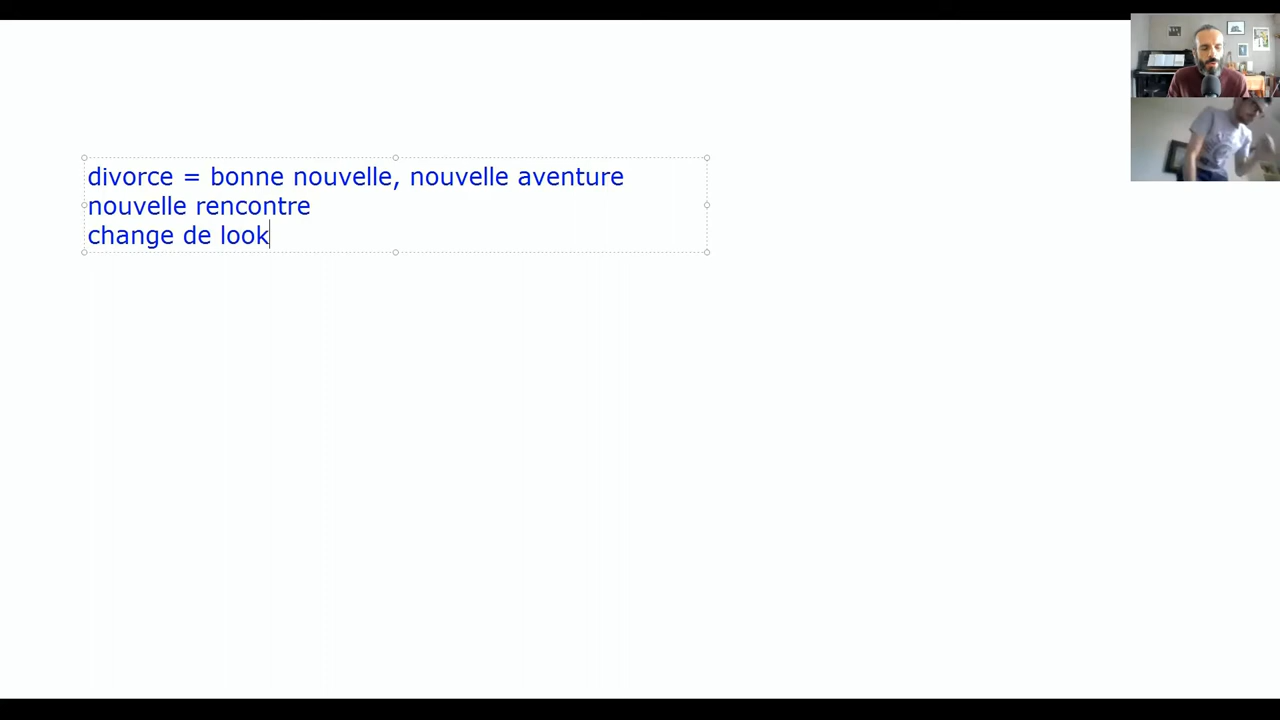 divorce = bonne nouvelle, nouvelle aventure
nouvelle rencontre
change de look